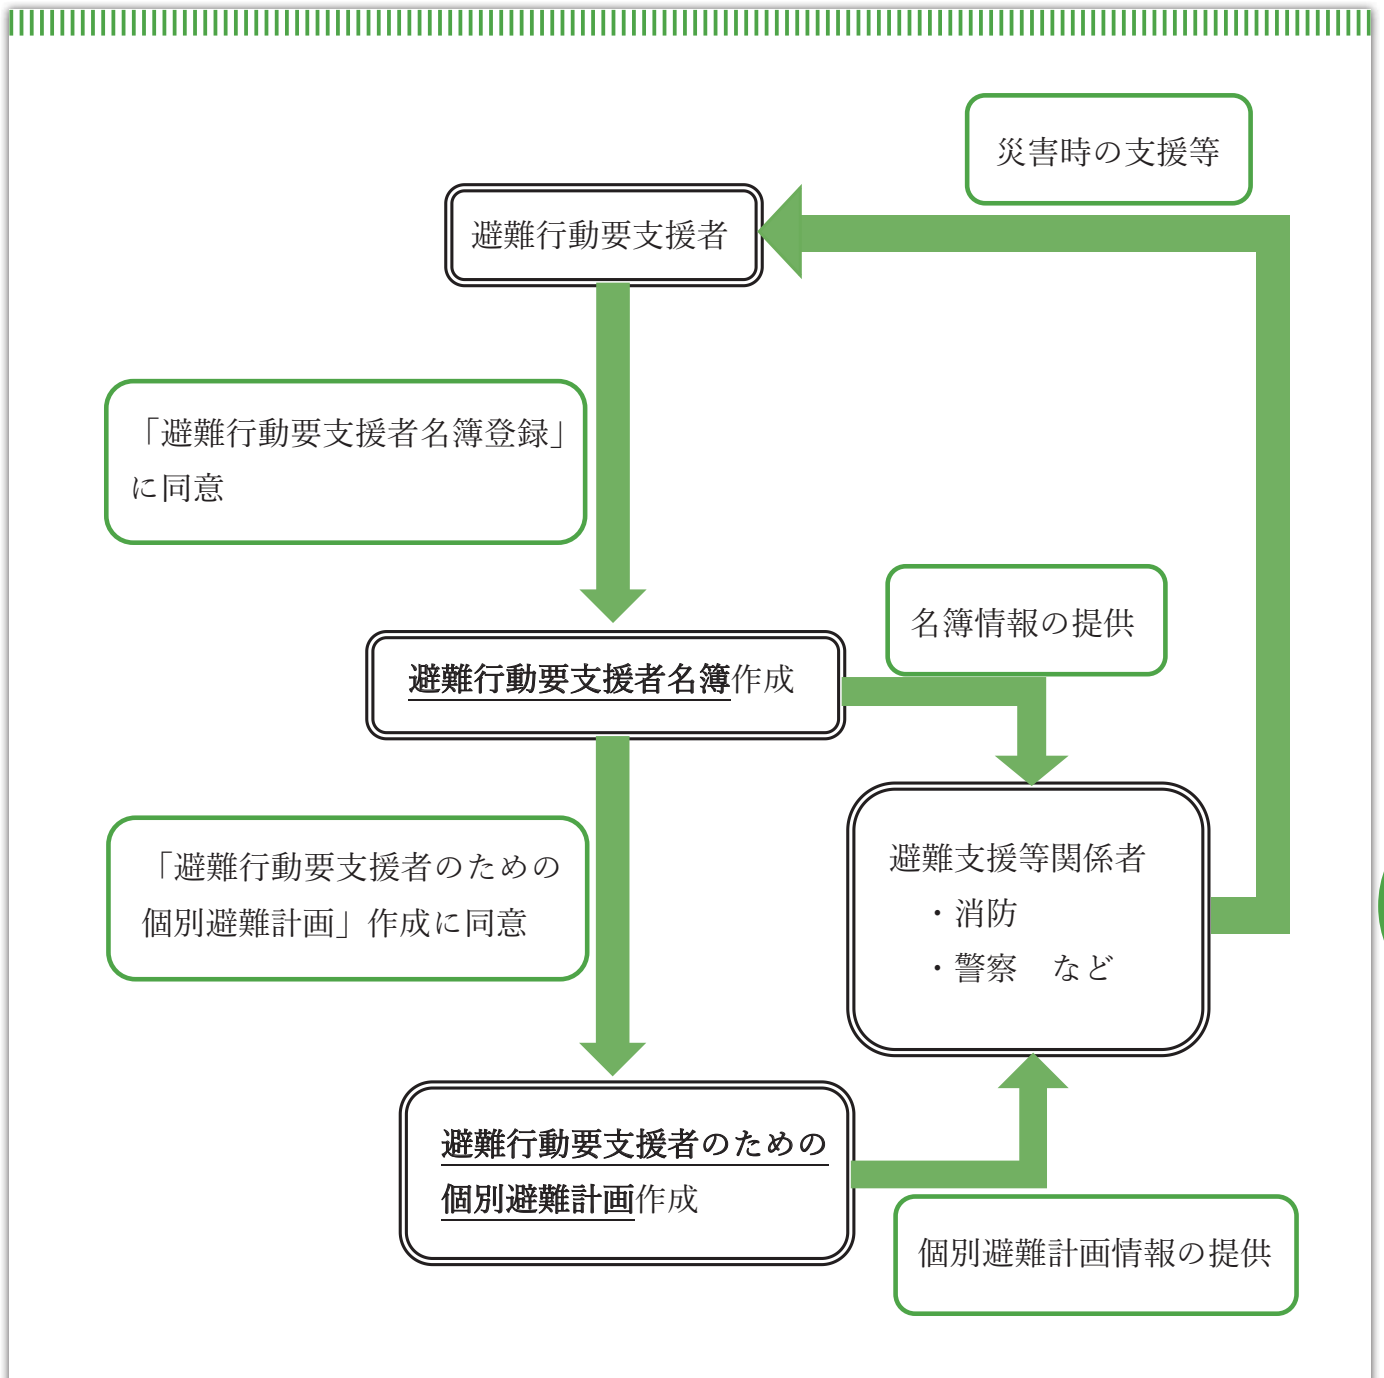 災害時の支援等
避難行動要支援者
「避難行動要支援者名簿登録」
に同意
名簿情報の提供
避難行動要支援者名簿作成
避難支援等関係者
・消防
・警察　など
「避難行動要支援者のための
個別避難計画」作成に同意
避難行動要支援者のための
個別避難計画作成
個別避難計画情報の提供